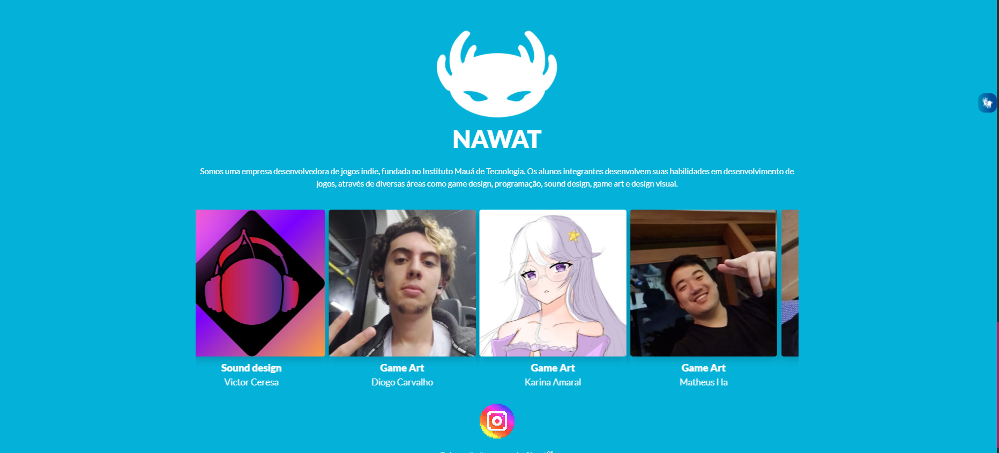 NAWAT
Somos uma empresa desenvolvedora de jogos indie, fundada no Instituto Mauá de Tecnologia. Os alunos integrantes desenvolvem suas habilidades em desenvolvimento de
jogos, através de diversas áreas como game design, programação, sound design, game art e design visual.
Sound design
Victor Ceresa
Game Art
Diogo Carvalho
Game Art
Karina Amaral
Game Art
Matheus Ha